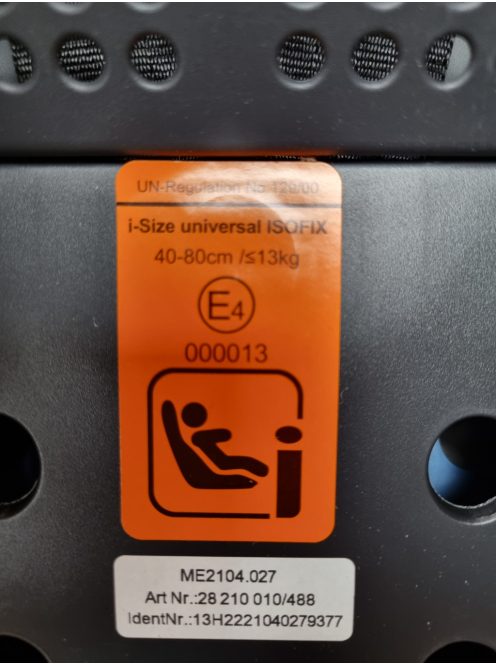 UN-Regulation No.129/00
i-Size universal ISOFIX
40-80cm /≤13kg
E4
000013
i
ME2104.027
Art Nr.:28 210 010/488
IdentNr.:13H2221040279377